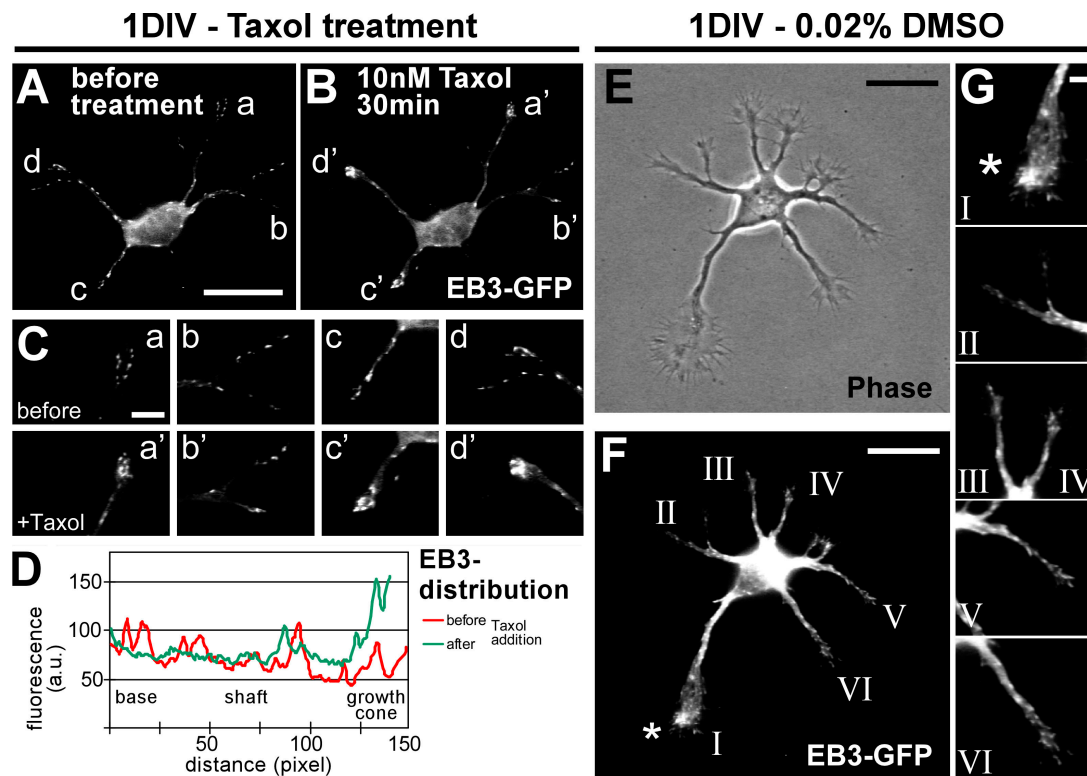 1DIV - Taxol treatment
1DIV - 0.02% DMSO
A before
treatment
a
d
b
c
B 10nM Taxol
30min
a’
d’
b’
c’
EB3-GFP
C
a
before
b
c
d
a’
+Taxol
b’
c’
d’
D
EB3-
distribution
before
after
Taxol
addition
fluorescence
(a.u.)
150
100
50
base
shaft
growth
cone
50
100
150
distance (pixel)
E
Phase
F
III
IV
II
V
VI
*
I
EB3-GFP
G
*
I
II
III
IV
V
VI